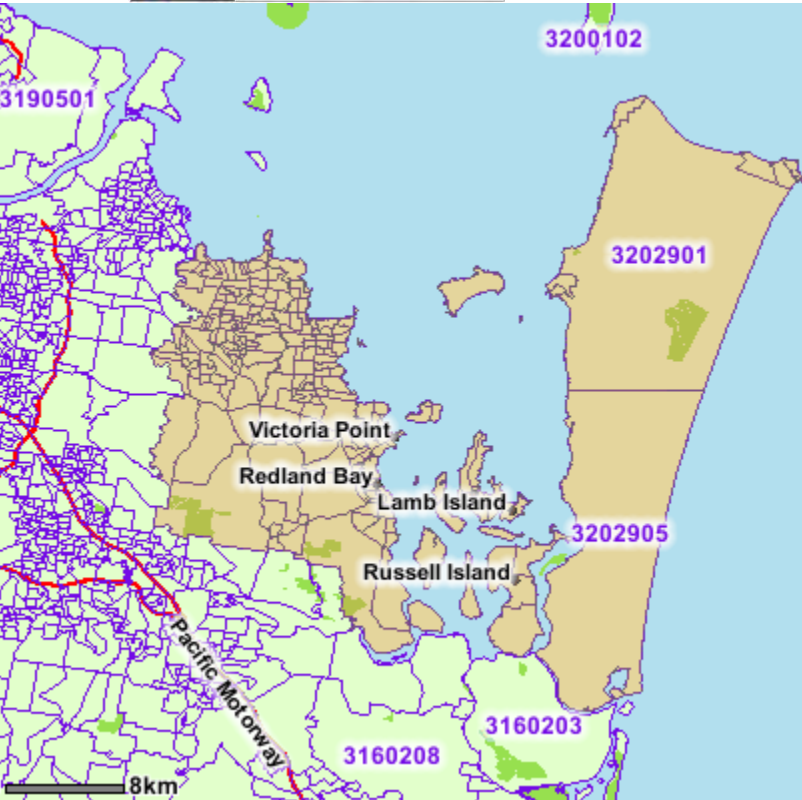 3200102
3190501
3202901
Victoria Point
Redland Bay
Lamb Island
3202905
Russell Island
Pacific Motorway
3160203
3160208
8km